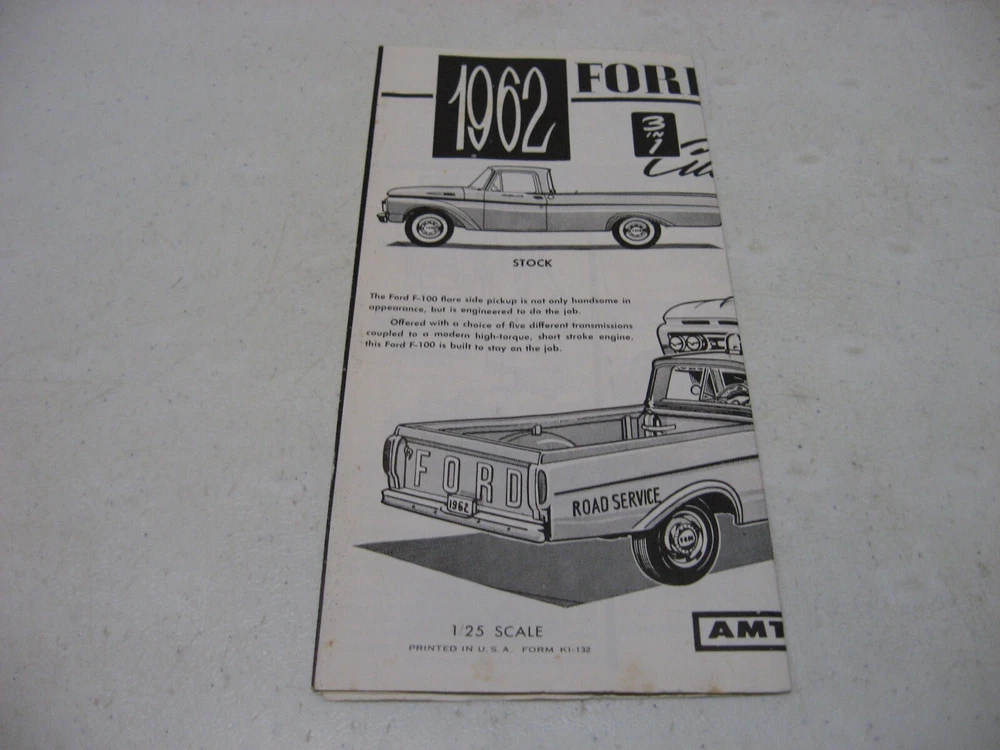 1962 FORD
3 IN 1
STOCK
The Ford F-100 flare side pickup is not only handsome in
appearance, but is engineered to do the job.
Offered with a choice of five different transmissions
coupled to a modern high-torque, short stroke engine,
this Ford F-100 is built to stay on the job.
FORD
1962
ROAD SERVICE
1/25 SCALE
AMT
PRINTED IN U.S.A. FORM KI-132